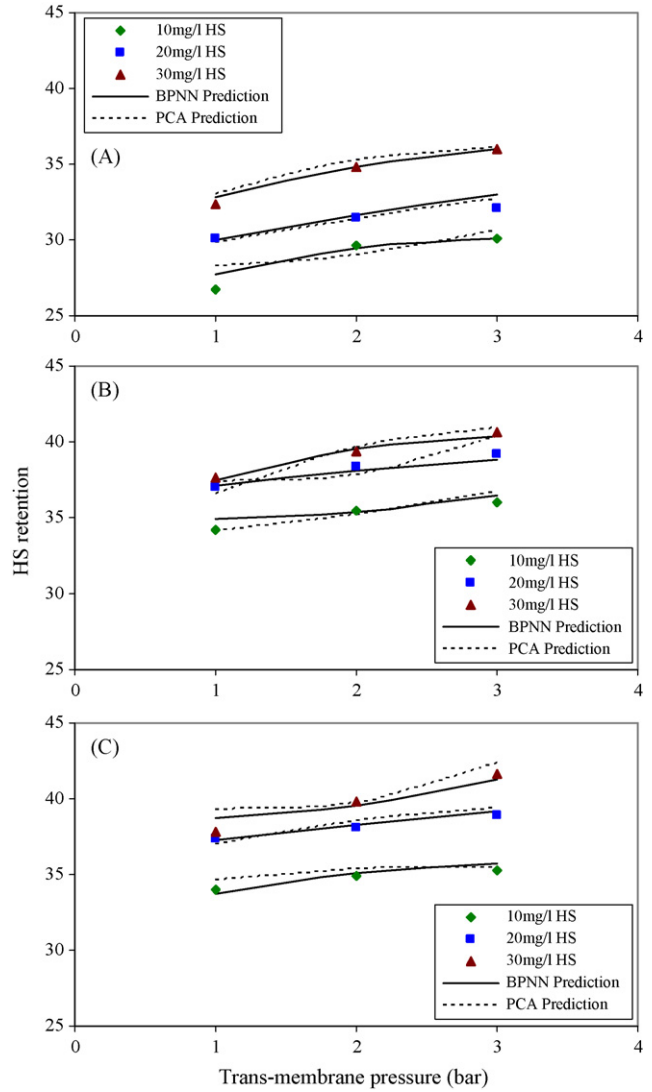 10mg/l HS
20mg/l HS
30mg/l HS
BPNN Prediction
PCA Prediction
(A)
45
40
35
30
25
0 1 2 3 4
(B)
45
40
35
30
25
10mg/l HS
20mg/l HS
30mg/l HS
BPNN Prediction
PCA Prediction
0 1 2 3 4
HS retention
(C)
45
40
35
30
25
10mg/l HS
20mg/l HS
30mg/l HS
BPNN Prediction
PCA Prediction
0 1 2 3 4
Trans-membrane pressure (bar)